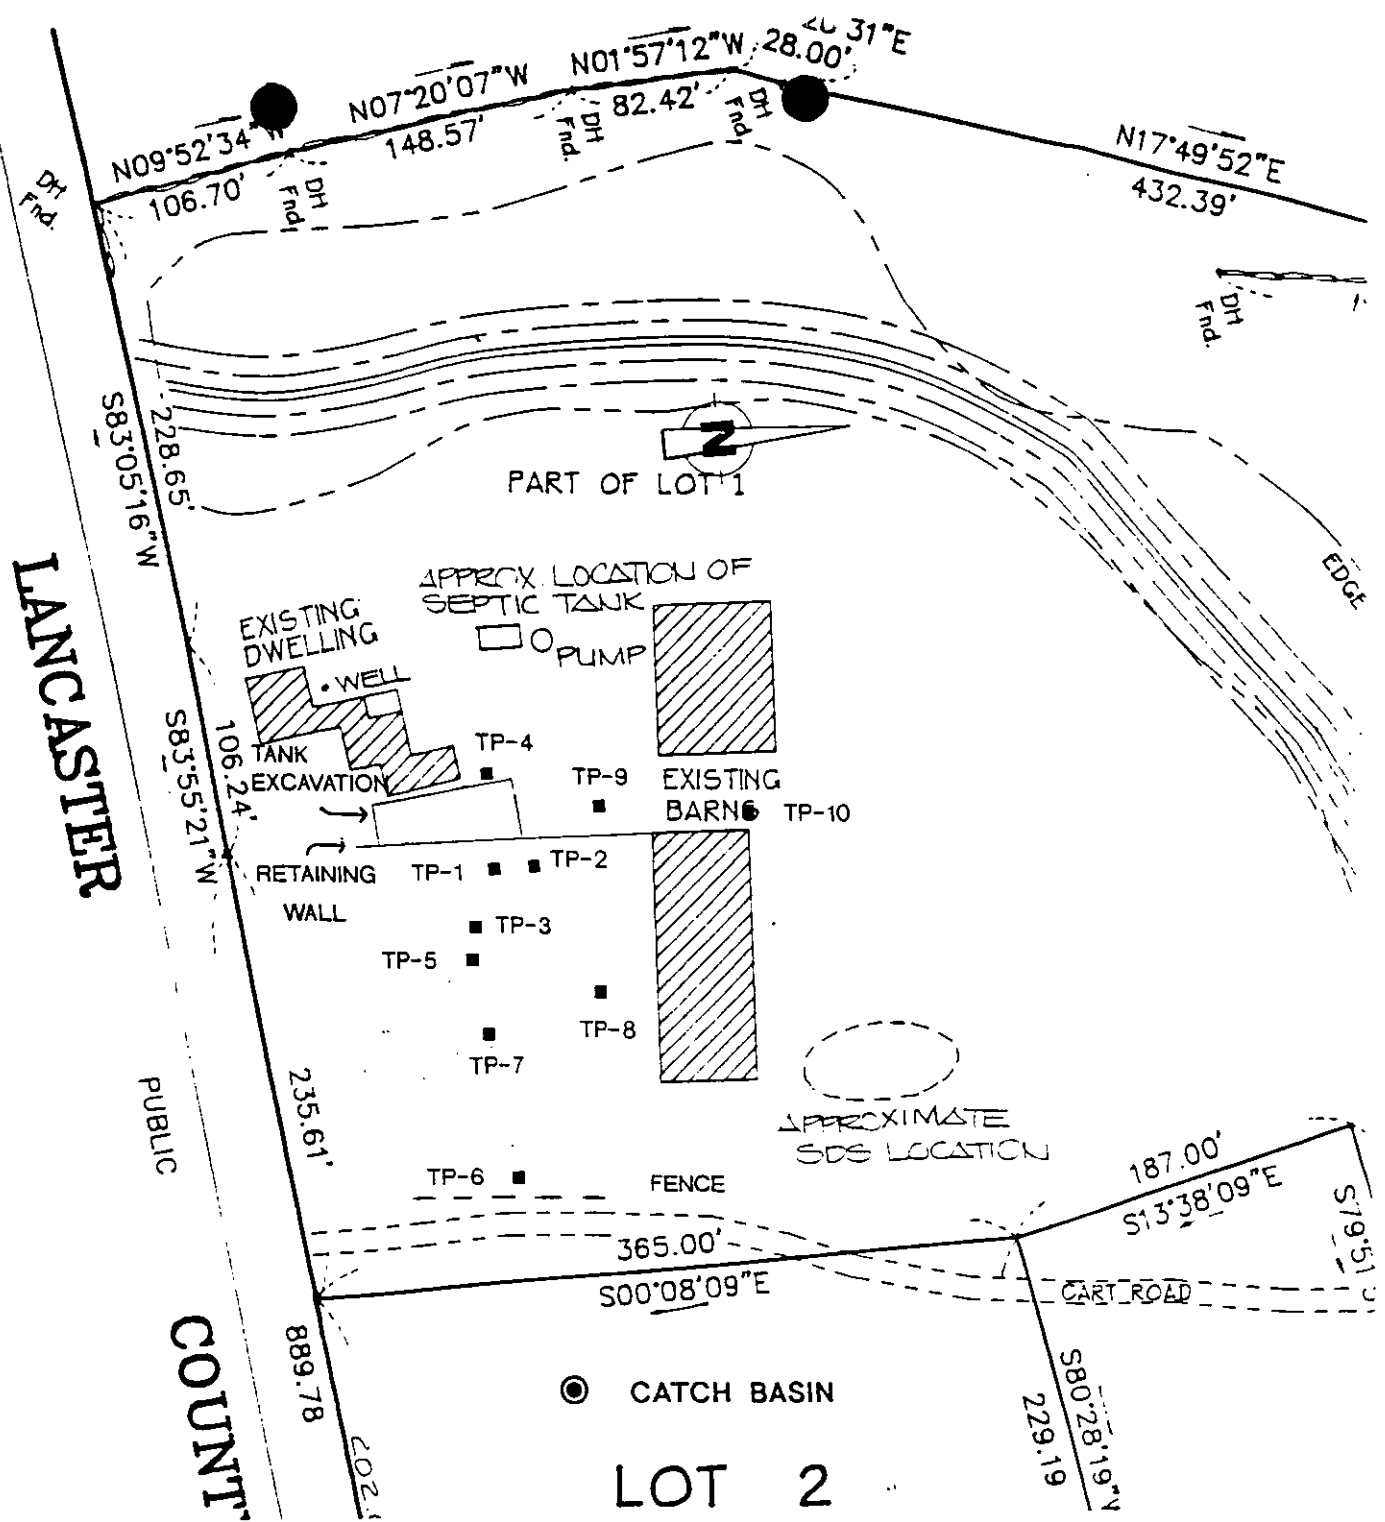 31"E
28.00'
N01°57'12"W
82.42'
N07°20'07"W
148.57'
N09°52'34"W
106.70'
DH
Fnd.
DH
Fnd.
DH
Fnd.
DH
Fnd.
N17°49'52"E
432.39'
DH
Fnd.
S83°05'16"W
228.65'
N
PART OF LOT 1
EDGE
LANCASTER
APPROX. LOCATION OF
SEPTIC TANK
PUMP
EXISTING
DWELLING
WELL
S83°55'21"W
106.24'
TANK
EXCAVATION
TP-4
TP-9
EXISTING
BARNS
TP-10
RETAINING
WALL
TP-1
TP-2
TP-3
TP-5
TP-8
TP-7
PUBLIC
235.61'
APPROXIMATE
SDS LOCATION
TP-6
FENCE
187.00'
S13°38'09"E
S79°51
365.00'
S00°08'09"E
CART ROAD
COUNT
889.78
202.
CATCH BASIN
S80°28'19"W
229.19
LOT 2